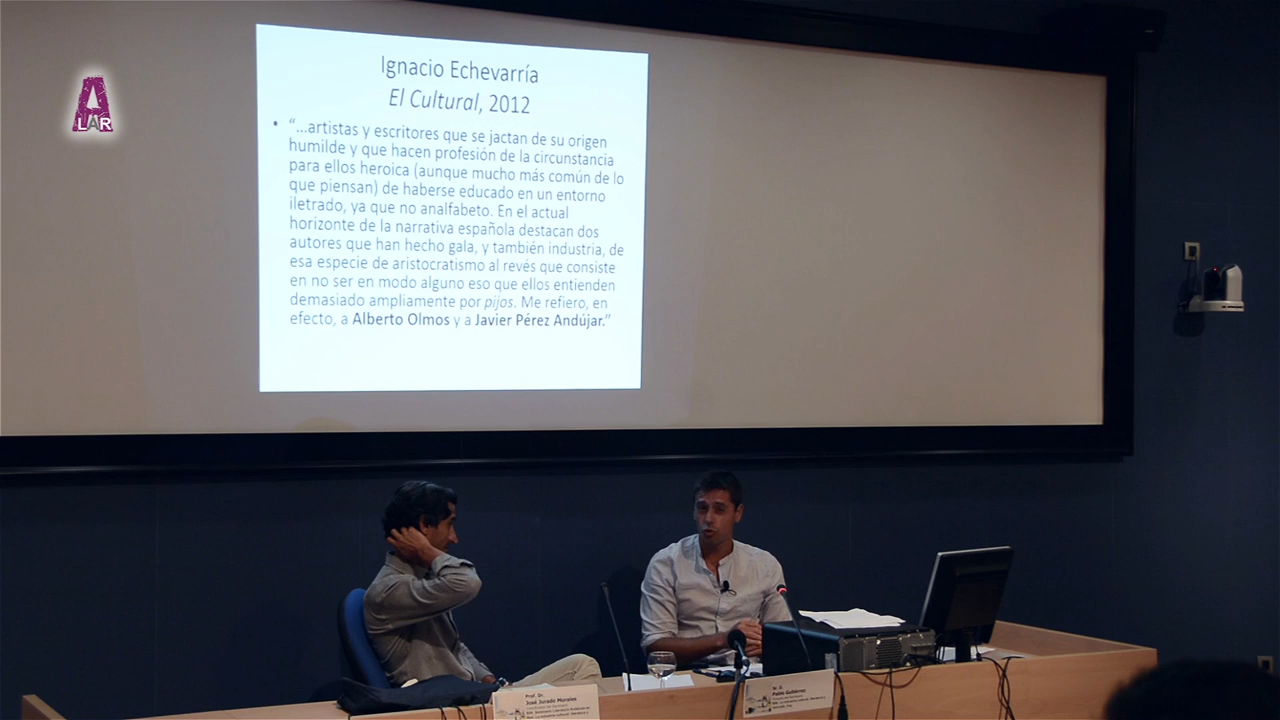 A
LAR
Ignacio Echevarría
El Cultural, 2012
• “...artistas y escritores que se jactan de su origen
humilde y que hacen profesión de la circunstancia
para ellos heroica (aunque mucho más común de lo
que piensan) de haberse educado en un entorno
iletrado, ya que no analfabeto. En el actual
horizonte de la narrativa española destacan dos
autores que han hecho gala, y también industria, de
esa especie de aristocratismo al revés que consiste
en no ser en modo alguno eso que ellos entienden
demasiado ampliamente por pijos. Me refiero, en
efecto, a Alberto Olmos y a Javier Pérez Andújar.”
Prof. Dr.
José Jurado Morales
Pablo Gutiérrez